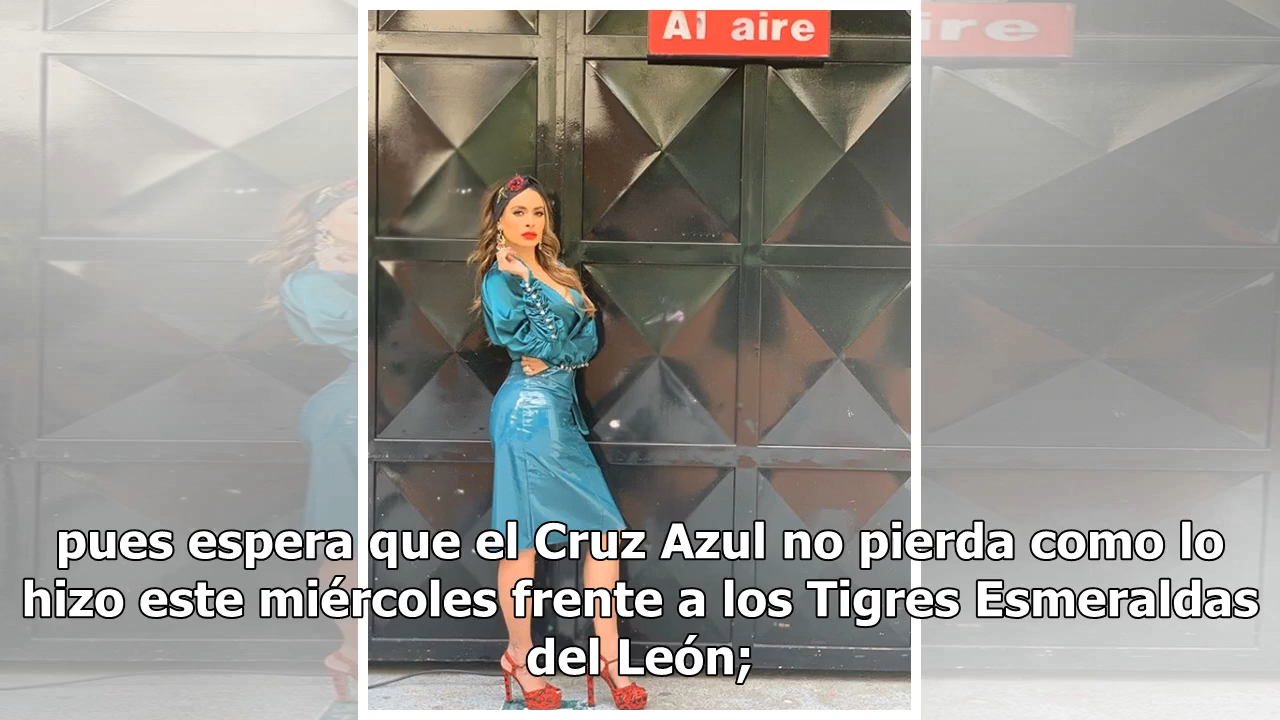 Al aire
ire
pues espera que el Cruz Azul no pierda como lo
hizo este miércoles frente a los Tigres Esmeraldas
del León;